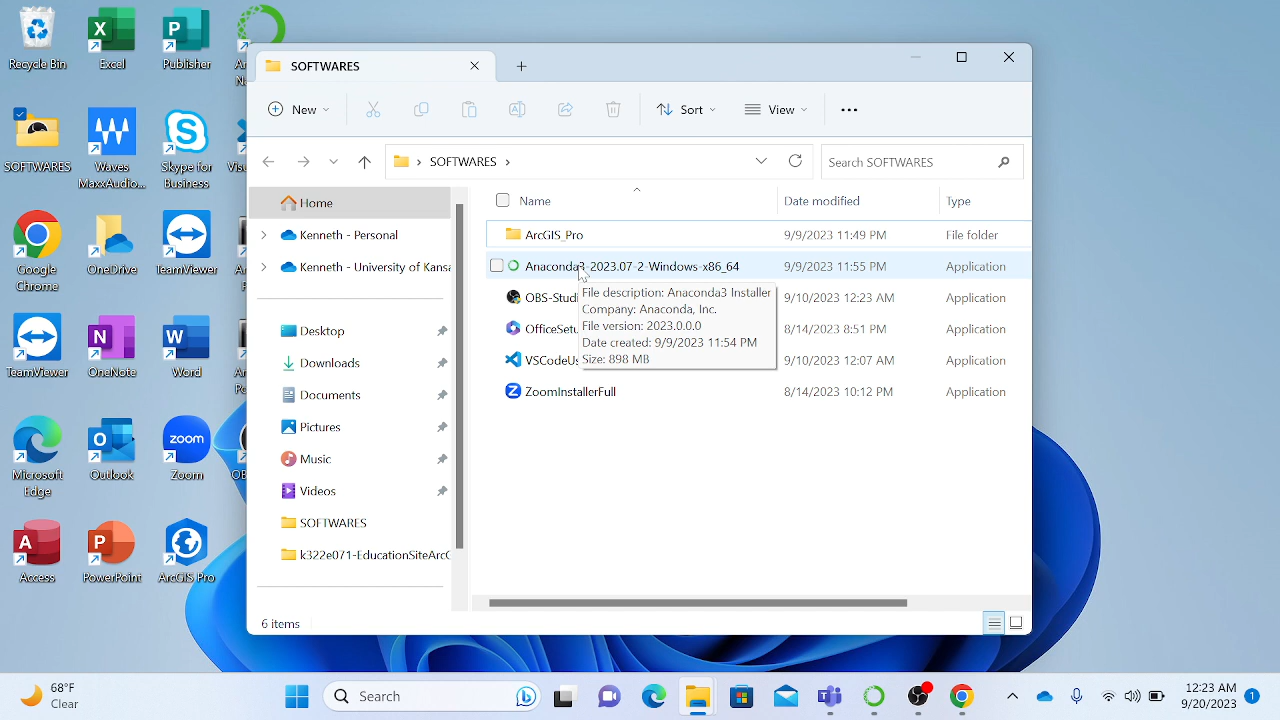 Recycle Bin
Excel
Publisher
SOFTWARES
Waves MaxxAudio...
Skype for Business
Google Chrome
OneDrive
TeamViewer
TeamViewer
OneNote
Word
Microsoft Edge
Outlook
Zoom
Access
PowerPoint
ArcGIS Pro
SOFTWARES
New
Sort
View
SOFTWARES
Search SOFTWARES
Home
Kenneth - Personal
Kenneth - University of Kansa
Desktop
Downloads
Documents
Pictures
Music
Videos
SOFTWARES
k322e071-EducationSiteArcG
Name Date modified Type
ArcGIS_Pro 9/9/2023 11:49 PM File folder
Anaconda3_2023.07-2-Windows-x86_64 9/9/2023 11:55 PM Application
OBS-Studi 9/10/2023 12:23 AM Application
OfficeSetu 8/14/2023 8:51 PM Application
VSCodeUs 9/10/2023 12:07 AM Application
ZoomInstallerFull 8/14/2023 10:12 PM Application
File description: Anaconda3 Installer
Company: Anaconda, Inc.
File version: 2023.0.0.0
Date created: 9/9/2023 11:54 PM
Size: 898 MB
6 items
68°F
Clear
Search
12:23 AM
9/20/2023
1